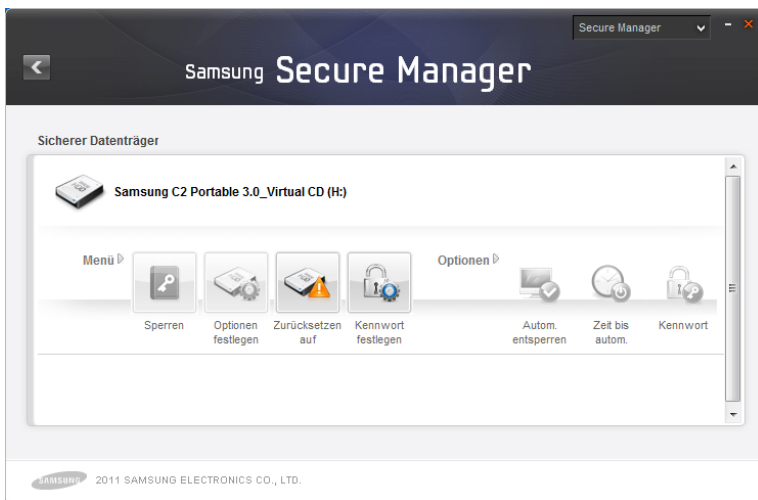 Secure Manager
Samsung Secure Manager
Sicherer Datenträger
Samsung C2 Portable 3.0_Virtual CD (H:)
Menü
Optionen
Sperren
Optionen festlegen
Zurücksetzen auf
Kennwort festlegen
Autom. entsperren
Zeit bis autom.
Kennwort
SAMSUNG 2011 SAMSUNG ELECTRONICS CO., LTD.